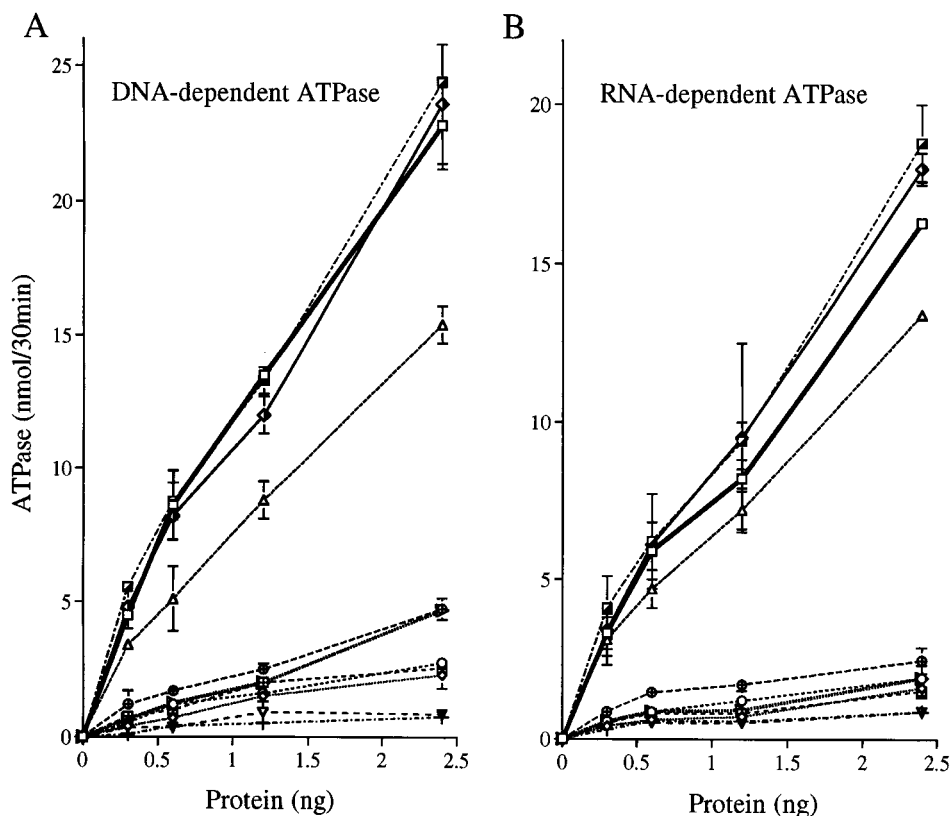 A
B
DNA-dependent ATPase
RNA-dependent ATPase
ATPase (nmol/30min)
25
20
15
10
5
0
20
15
10
5
0
0 0.5 1 1.5 2 2.5
0 0.5 1 1.5 2 2.5
Protein (ng)
Protein (ng)